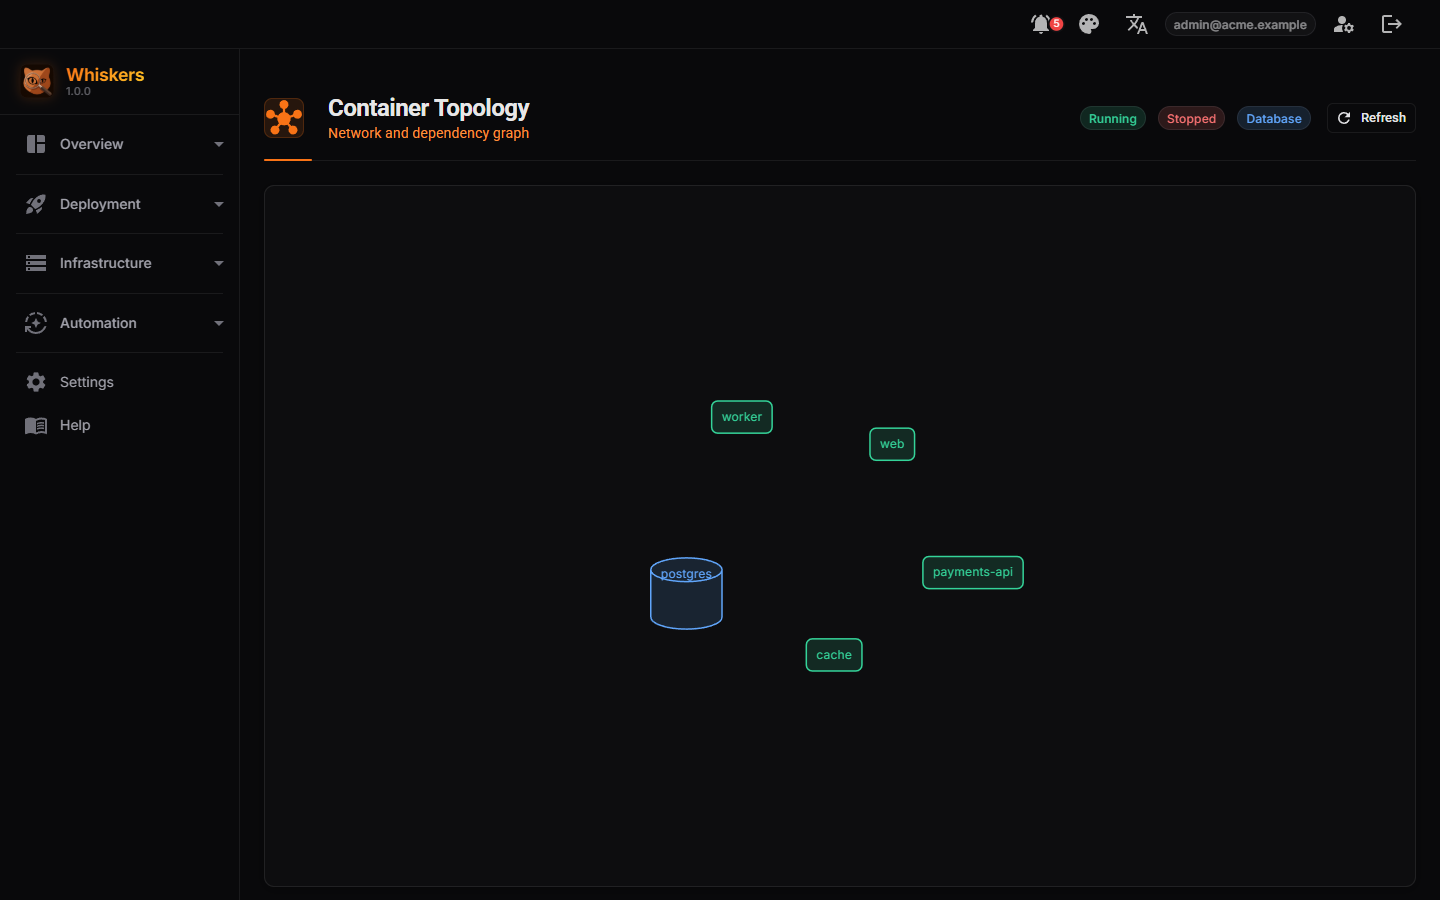 5
admin@acme.example
Whiskers
1.0.0
Overview
Deployment
Infrastructure
Automation
Settings
Help
Container Topology
Network and dependency graph
Running
Stopped
Database
Refresh
worker
web
postgres
payments-api
cache